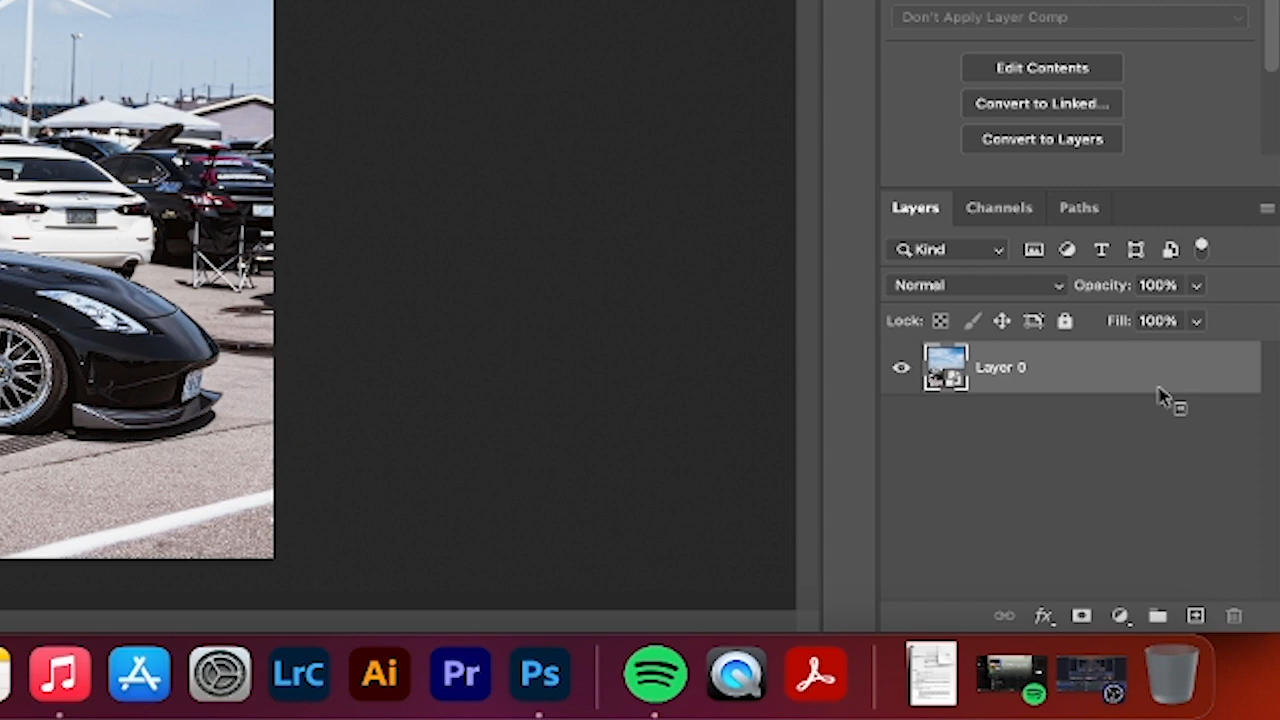 Don't Apply Layer Comp
Edit Contents
Convert to Linked...
Convert to Layers
Layers Channels Paths
Kind
Normal Opacity: 100%
Lock: Fill: 100%
Layer 0
fx
LrC Ai Pr Ps